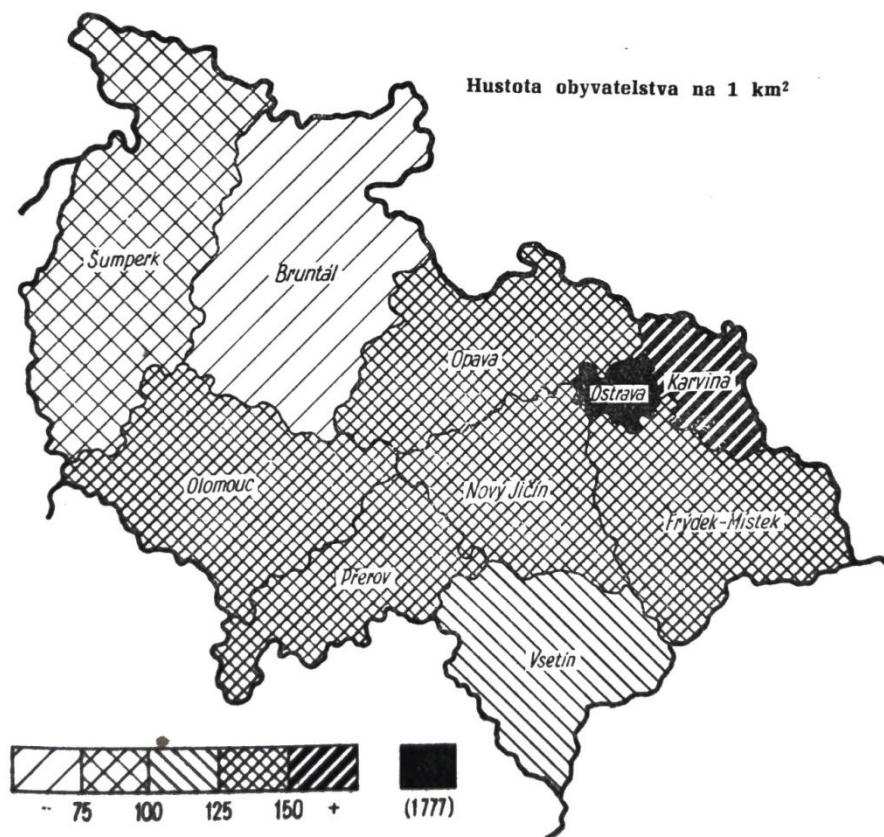 Hustota obyvatelstva na 1 km²
Šumperk
Bruntál
Opava
Ostrava
Karviná
Olomouc
Nový Jičín
Frýdek-Místek
Přerov
Vsetín
- 75 100 125 150 + (1777)